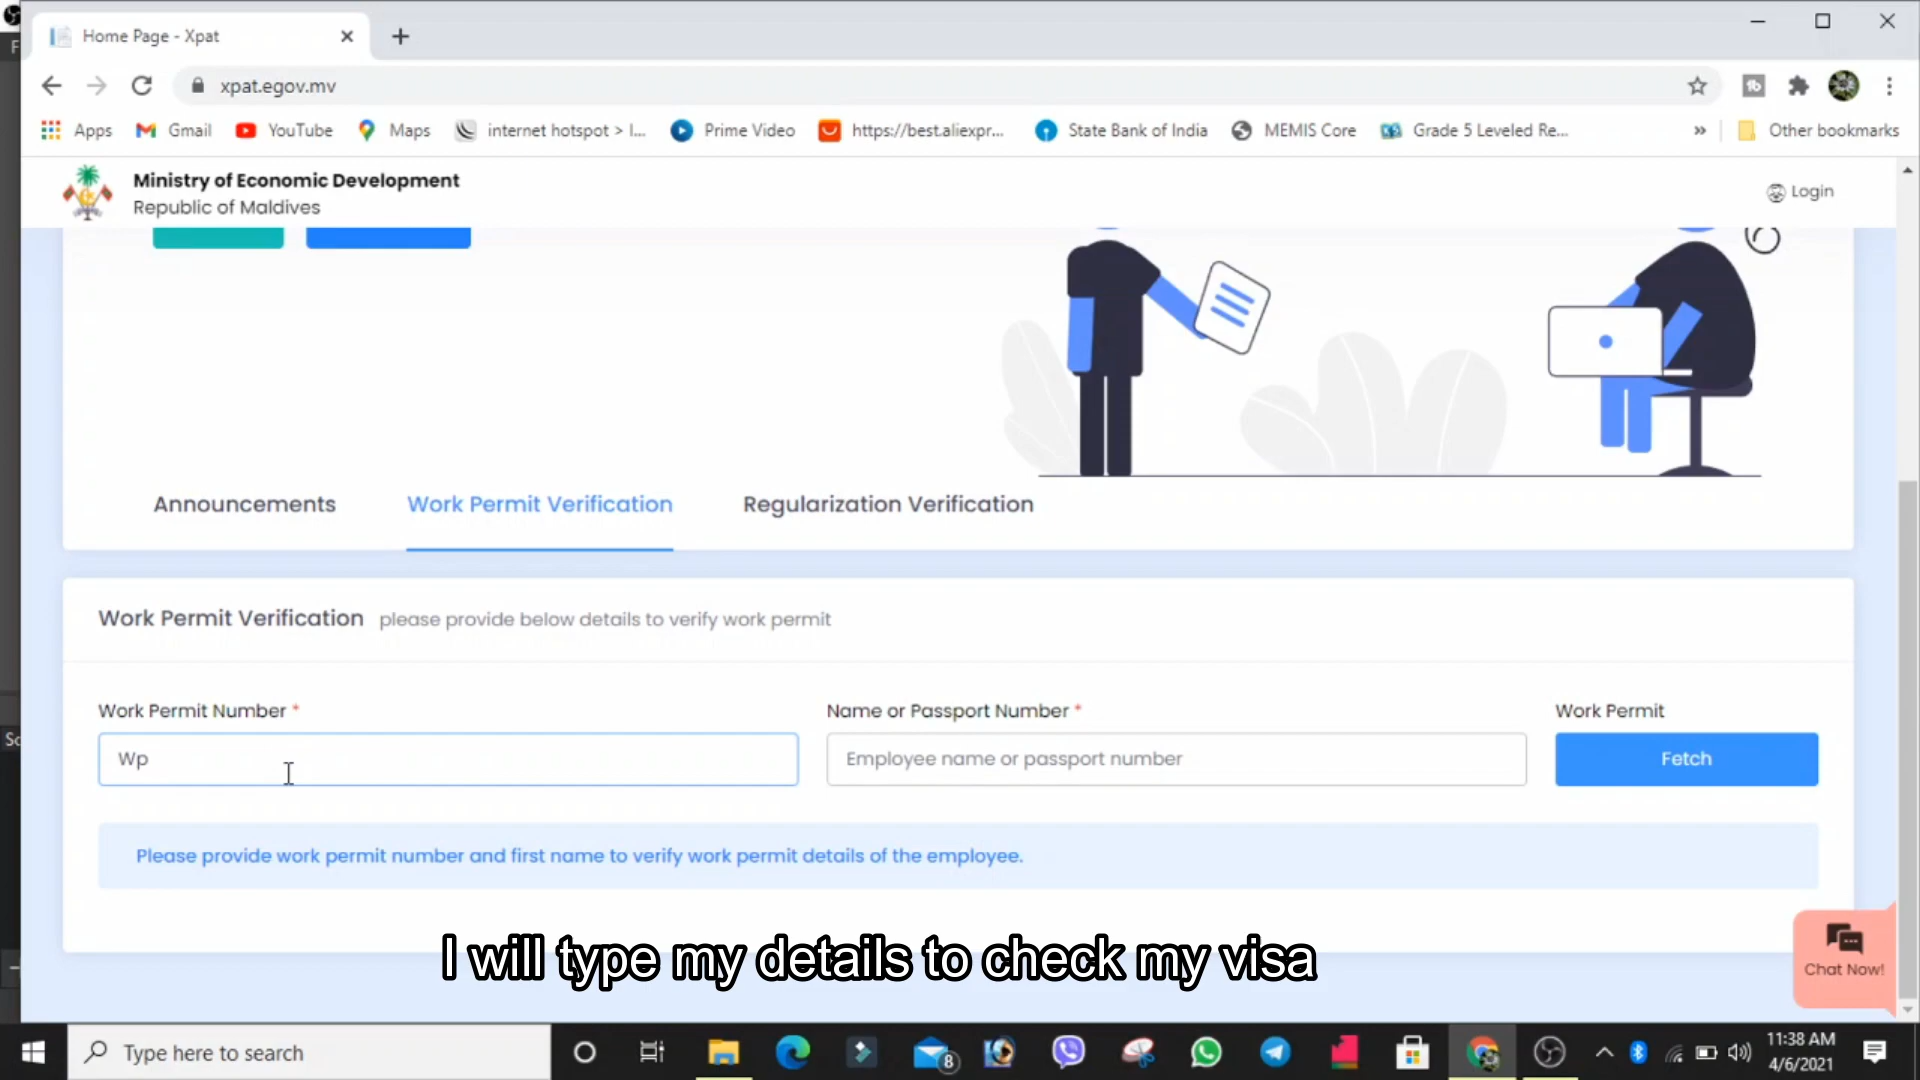 Home Page - Xpat
xpat.egov.mv
Apps
Gmail
YouTube
Maps
internet hotspot > I...
Prime Video
https://best.aliexpr...
State Bank of India
MEMIS Core
Grade 5 Leveled Re...
»
Other bookmarks
Ministry of Economic Development
Republic of Maldives
Login
Announcements
Work Permit Verification
Regularization Verification
Work Permit Verification please provide below details to verify work permit
Work Permit Number *
Name or Passport Number *
Work Permit
Wp
Employee name or passport number
Fetch
Please provide work permit number and first name to verify work permit details of the employee.
I will type my details to check my visa
Chat Now!
Type here to search
8
11:38 AM
4/6/2021